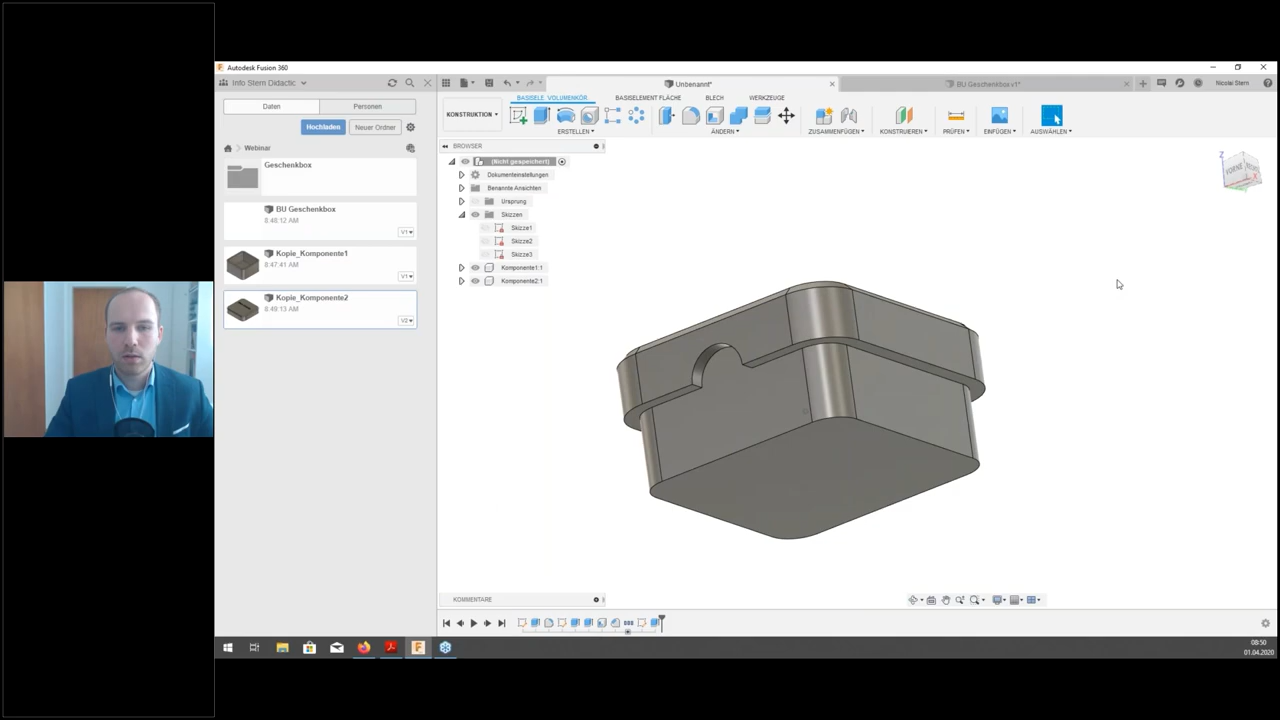 Autodesk Fusion 360
Info Stern Didactic
Unbenannt*
BU Geschenkbox v1*
Nicolai Stern
Daten
Personen
Hochladen
Neuer Ordner
Webinar
Geschenkbox
BU Geschenkbox
8:48:12 AM
V1
Kopie_Komponente1
8:47:41 AM
V1
Kopie_Komponente2
8:49:13 AM
V2
BASISELE. VOLUMENKÖR.
BASISELEMENT FLÄCHE
BLECH
WERKZEUGE
KONSTRUKTION
ERSTELLEN
ÄNDERN
ZUSAMMENFÜGEN
KONSTRUIEREN
PRÜFEN
EINFÜGEN
AUSWÄHLEN
BROWSER
(Nicht gespeichert)
Dokumenteinstellungen
Benannte Ansichten
Ursprung
Skizzen
Skizze1
Skizze2
Skizze3
Komponente1:1
Komponente2:1
Z
VORNE
X
KOMMENTARE
08:50
01.04.2020